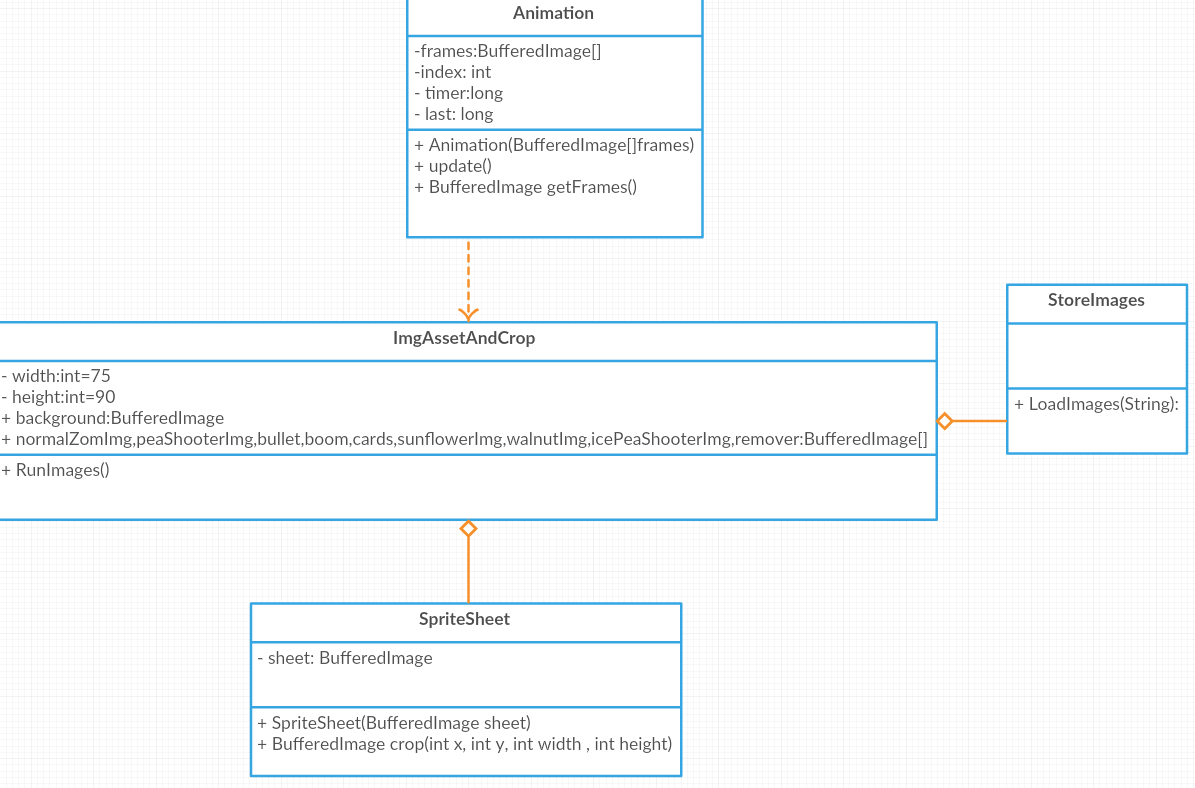 Animation
-frames:BufferedImage[]
-index: int
- timer:long
- last: long
+ Animation(BufferedImage[]frames)
+ update()
+ BufferedImage getFrames()
StoreImages
+ LoadImages(String):
ImgAssetAndCrop
- width:int=75
- height:int=90
+ background:BufferedImage
+ normalZomImg,peaShooterImg,bullet,boom,cards,sunflowerImg,walnutImg,icePeaShooterImg,remover:BufferedImage[]
+ RunImages()
SpriteSheet
- sheet: BufferedImage
+ SpriteSheet(BufferedImage sheet)
+ BufferedImage crop(int x, int y, int width , int height)